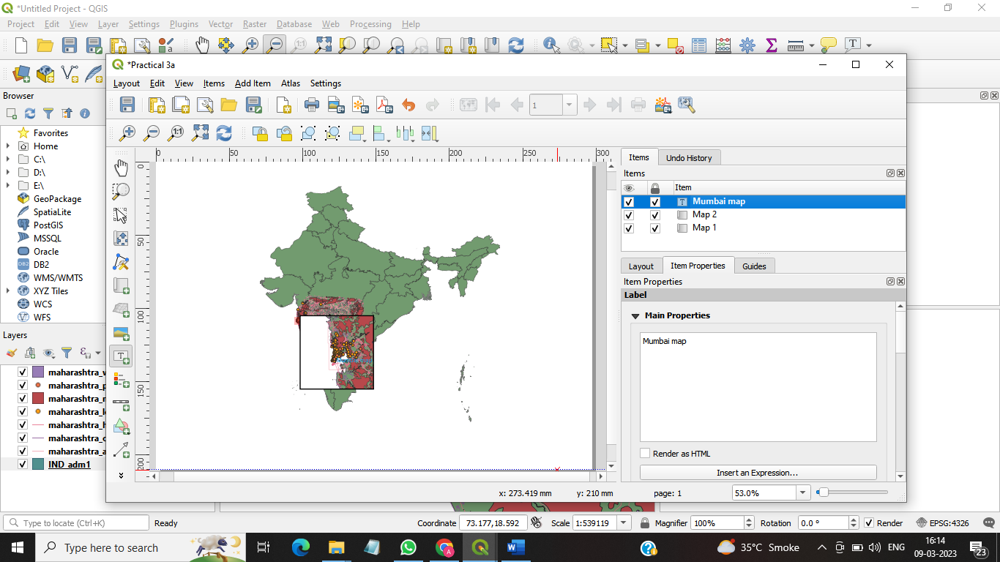 *Untitled Project - QGIS
Project Edit View Layer Settings Plugins Vector Raster Database Web Processing Help
*Practical 3a
Layout Edit View Items Add Item Atlas Settings
1
Browser
Favorites
Home
C:\
D:\
E:\
GeoPackage
SpatiaLite
PostGIS
MSSQL
Oracle
DB2 DB2
WMS/WMTS
XYZ Tiles
WCS
WFS
Layers
maharashtra_v
maharashtra_p
maharashtra_n
maharashtra_h
IND_adm1
1:1
0 50 100 150 200 250 300
0
50
100
150
200
Items Undo History
Items
Item
Mumbai map
Map 2
Map 1
Layout Item Properties Guides
Item Properties
Label
Main Properties
Mumbai map
Render as HTML
Insert an Expression...
x: 273.419 mm y: 210 mm page: 1 53.0%
Type to locate (Ctrl+K) Ready Coordinate 73.177,18.592 Scale 1:539119 Magnifier 100% Rotation 0.0 ° Render EPSG:4326
Type here to search
35°C Smoke ENG
16:14
09-03-2023
23